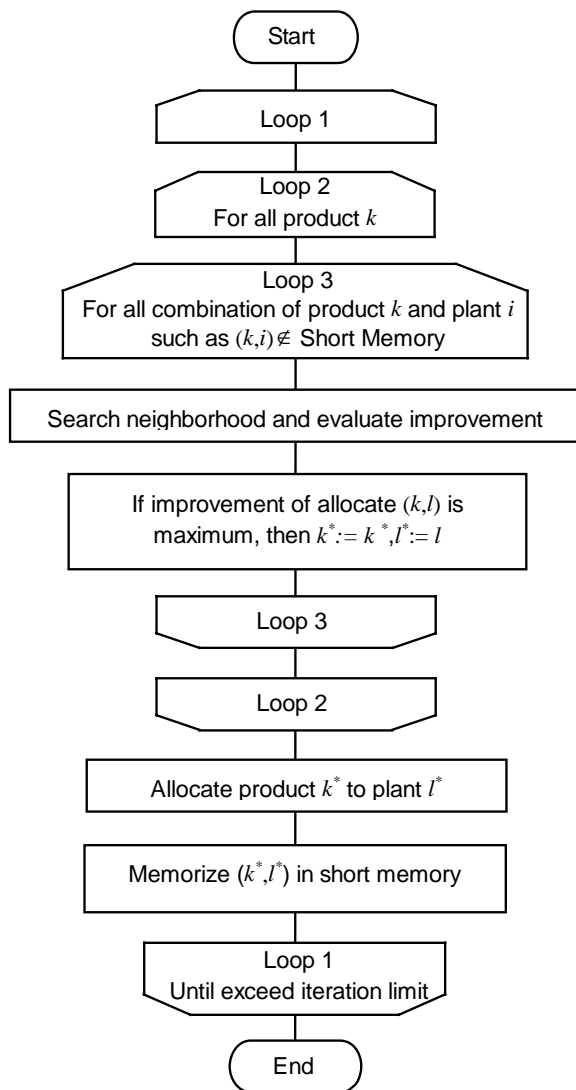 Start
Loop 1
Loop 2
For all product k
Loop 3
For all combination of product k and plant i
such as (k,i)∉ Short Memory
Search neighborhood and evaluate improvement
If improvement of allocate (k,l) is
maximum, then k*:= k *,l*:= l
Loop 3
Loop 2
Allocate product k* to plant l*
Memorize (k*,l*) in short memory
Loop 1
Until exceed iteration limit
End